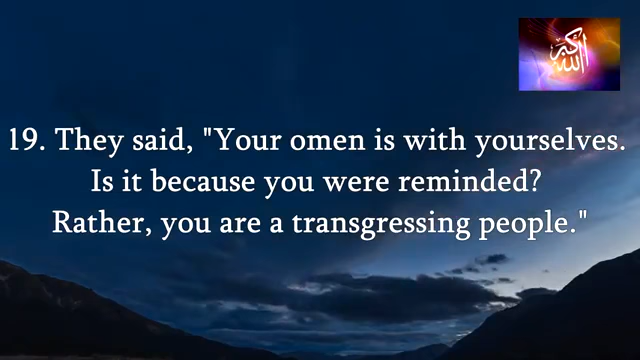 الله أكبر
19. They said, "Your omen is with yourselves.
Is it because you were reminded?
Rather, you are a transgressing people."